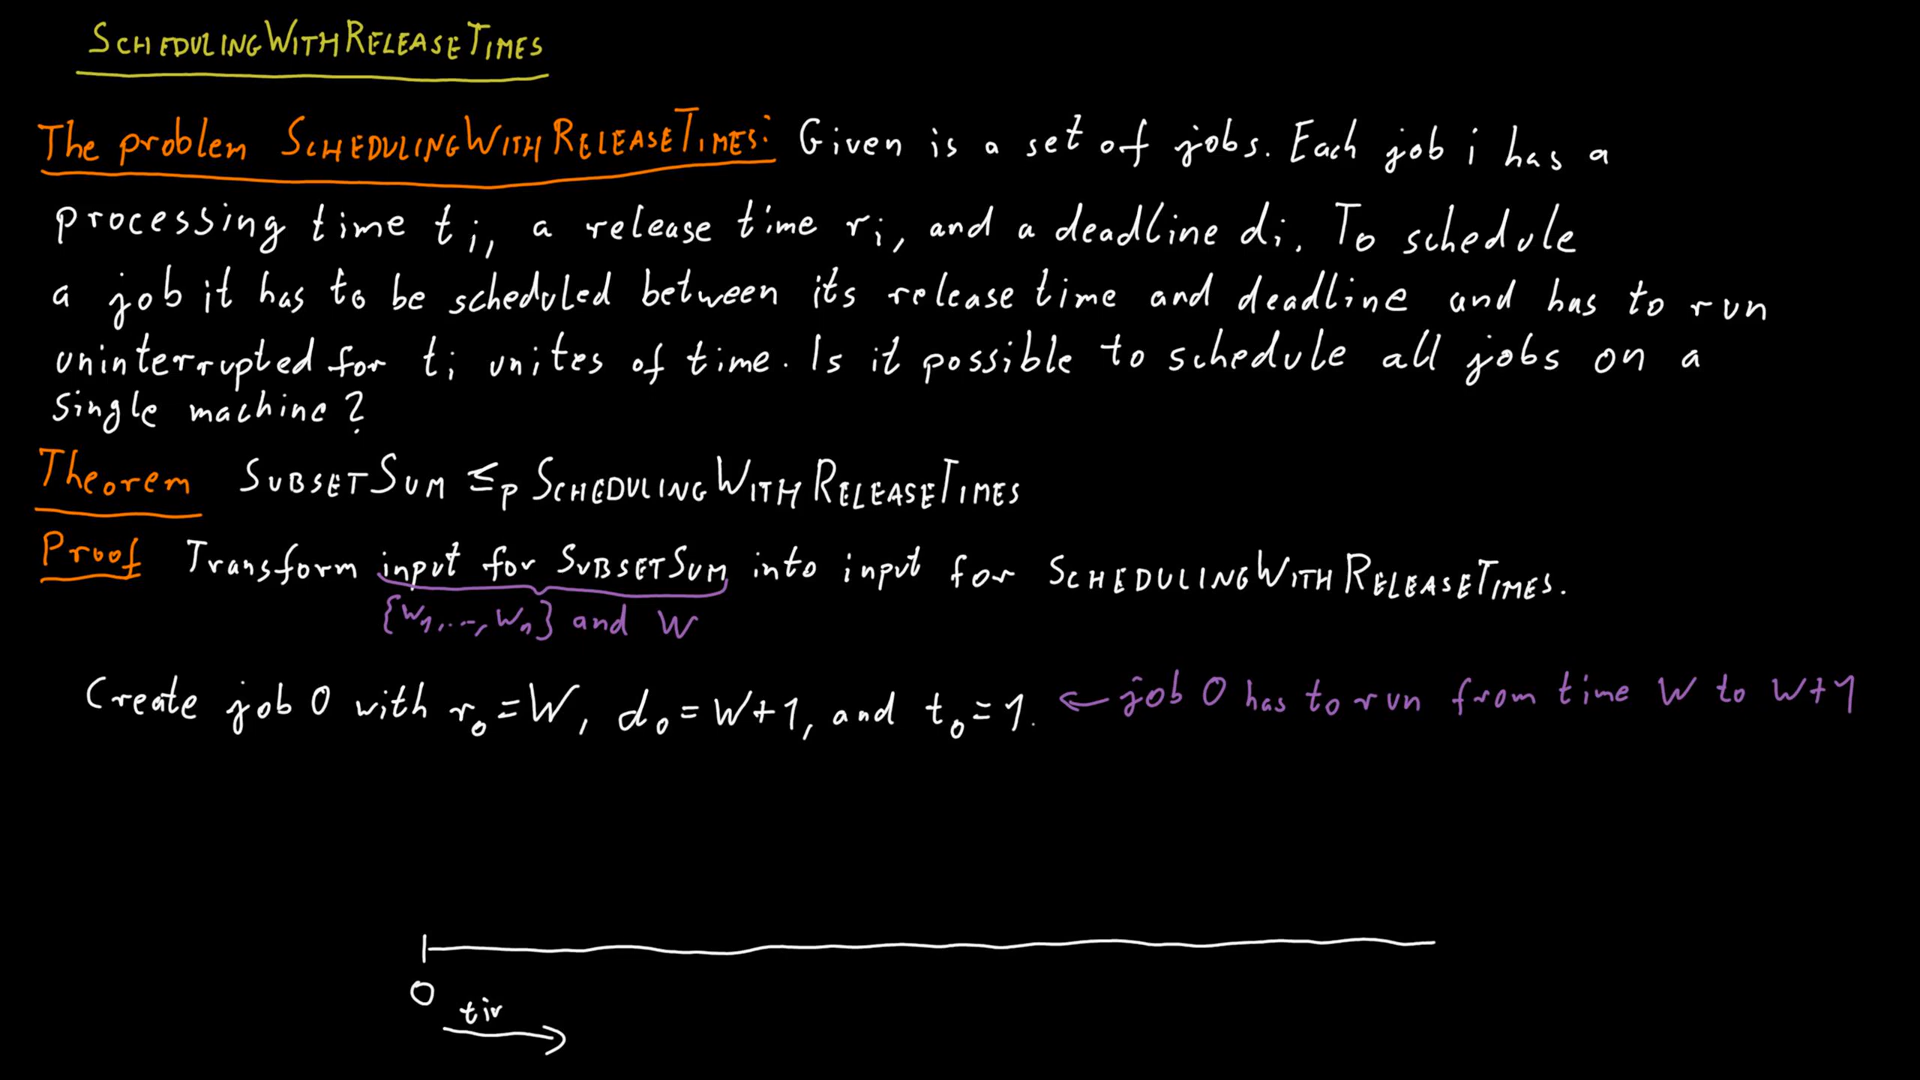 SCHEDULINGWITHRELEASETIMES
The problem SCHEDULINGWITHRELEASETIMES: Given is a set of jobs. Each job i has a
processing time tᵢ, a release time rᵢ, and a deadline dᵢ. To schedule
a job it has to be scheduled between its release time and deadline and has to run
uninterrupted for tᵢ unites of time. Is it possible to schedule all jobs on a
single machine?
Theorem SUBSETSUM ≤ₚ SCHEDULINGWITHRELEASETIMES
Proof Transform input for SUBSETSUM into input for SCHEDULINGWITHRELEASETIMES.
{w₁,...,wₙ} and W
Create job 0 with r₀=W, d₀=W+1, and t₀=1. ← job 0 has to run from time W to W+1
0
tir